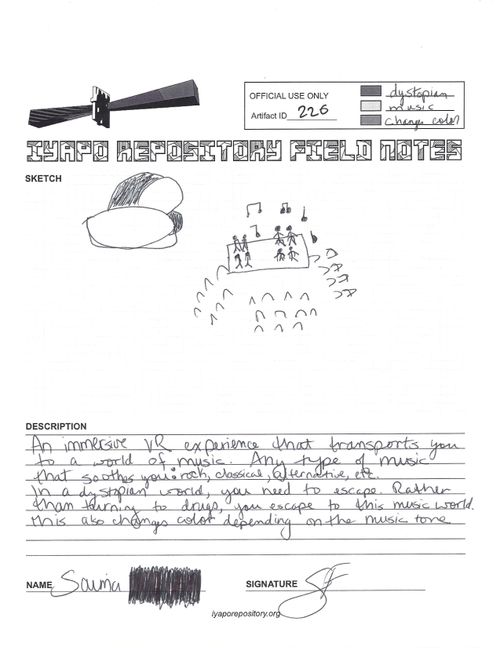 OFFICIAL USE ONLY
Artifact ID 226
dystopian
music
change color
IYAPO REPOSITORY FIELD NOTES
SKETCH
DESCRIPTION
An immersive VR experience that transports you
to a world of music. Any type of music
that soothes you: rock, classical, alternative, etc.
In a dystopian world, you need to escape. Rather
than turning to drugs, you escape to this music world.
This also changes color depending on the music tone
NAME Saima
SIGNATURE
iyaporepository.org